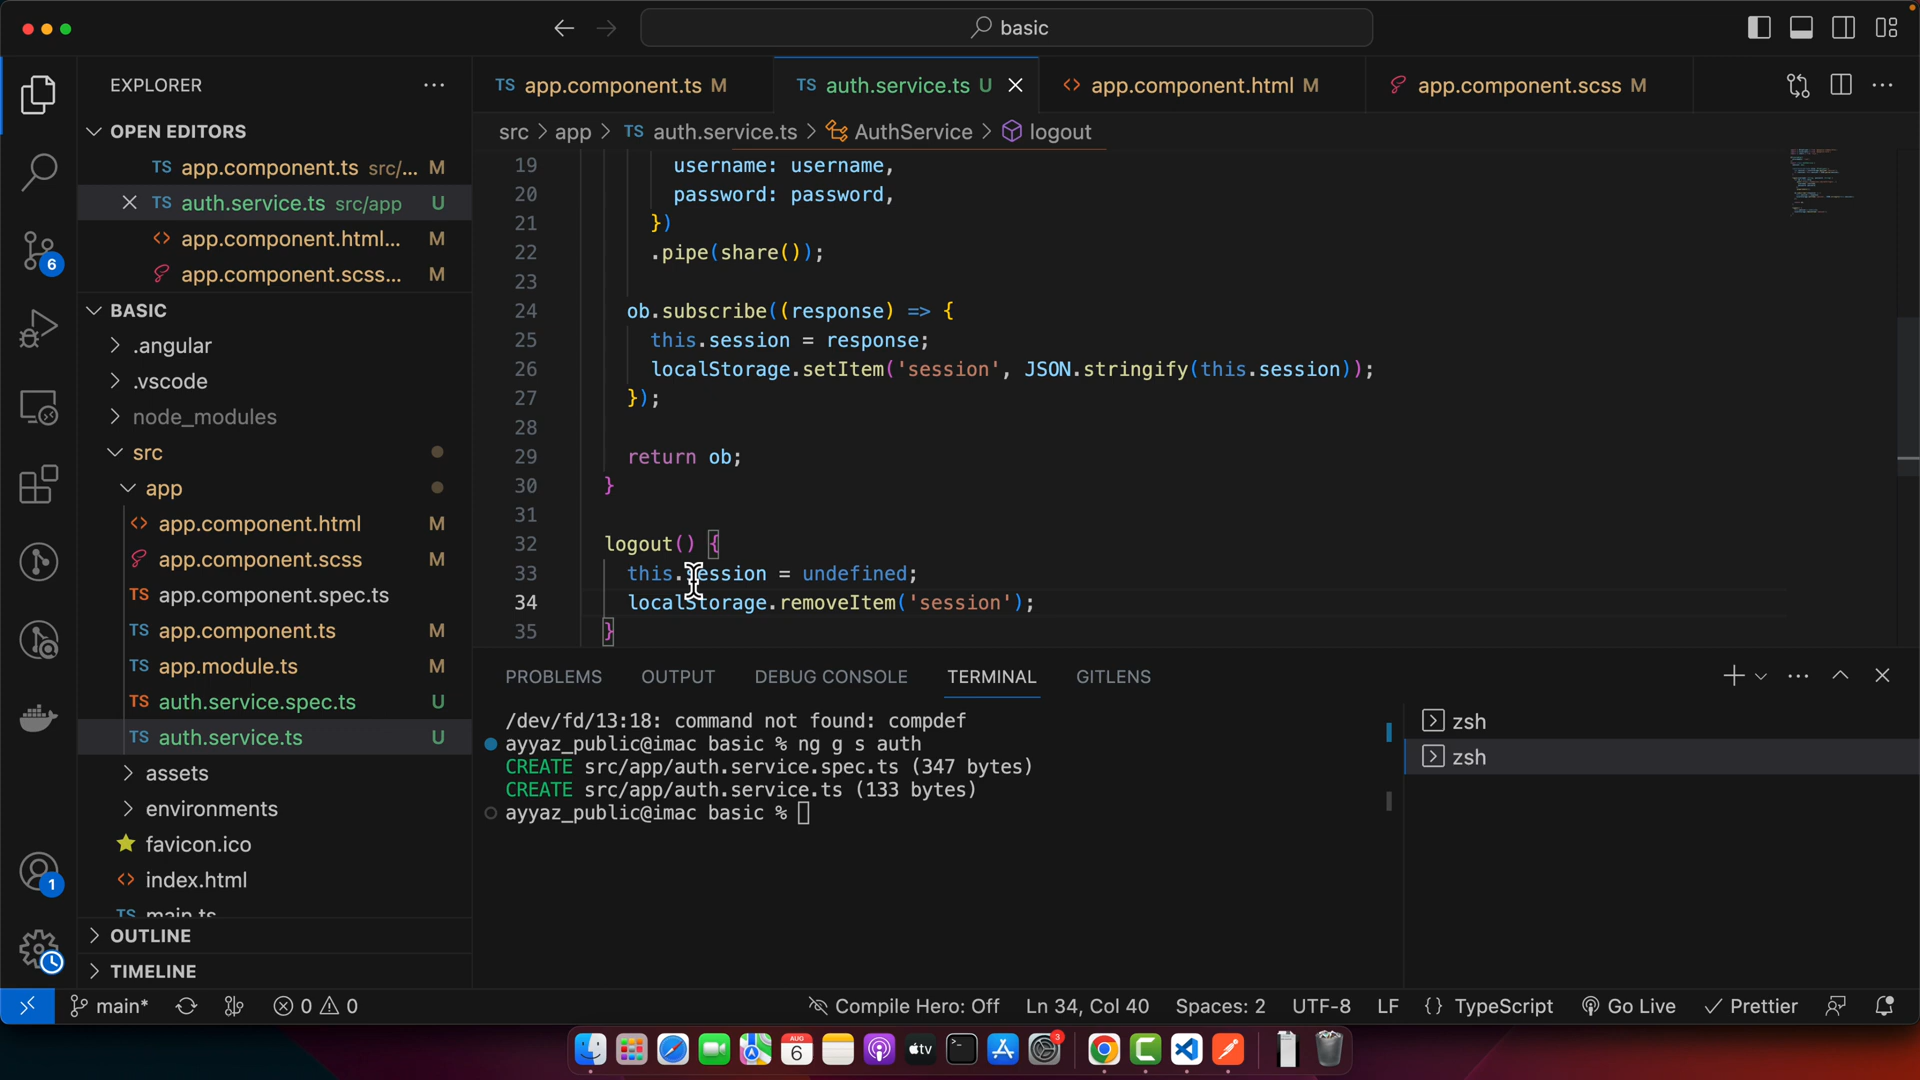 basic
EXPLORER
OPEN EDITORS
TS app.component.ts src/... M
TS auth.service.ts src/app U
<> app.component.html... M
app.component.scss... M
BASIC
.angular
.vscode
node_modules
src
app
<> app.component.html M
app.component.scss M
TS app.component.spec.ts
TS app.component.ts M
TS app.module.ts M
TS auth.service.spec.ts U
TS auth.service.ts U
assets
environments
favicon.ico
<> index.html
TS main.ts
OUTLINE
TIMELINE
6
1
TS app.component.ts M
TS auth.service.ts U
<> app.component.html M
app.component.scss M
src > app > TS auth.service.ts > AuthService > logout
19 username: username,
20 password: password,
21 })
22 .pipe(share());
23
24 ob.subscribe((response) => {
25 this.session = response;
26 localStorage.setItem('session', JSON.stringify(this.session));
27 });
28
29 return ob;
30 }
31
32 logout() {
33 this.session = undefined;
34 localStorage.removeItem('session');
35 }
PROBLEMS OUTPUT DEBUG CONSOLE TERMINAL GITLENS
/dev/fd/13:18: command not found: compdef
ayyaz_public@imac basic % ng g s auth
CREATE src/app/auth.service.spec.ts (347 bytes)
CREATE src/app/auth.service.ts (133 bytes)
ayyaz_public@imac basic %
zsh
zsh
main* 0 0 Compile Hero: Off Ln 34, Col 40 Spaces: 2 UTF-8 LF {} TypeScript Go Live Prettier
AUG
6
tv
3